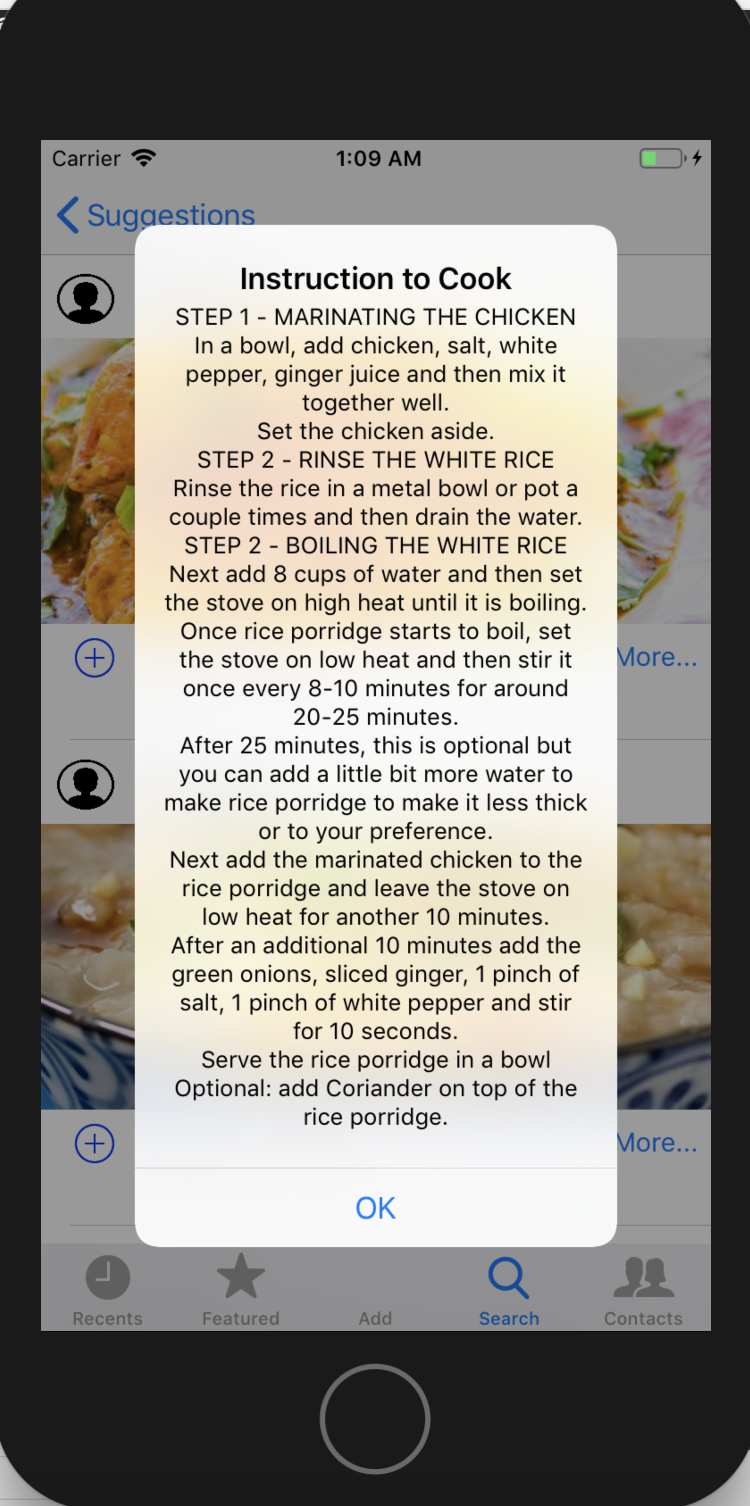 Carrier 1:09 AM
Suggestions
Instruction to Cook
STEP 1 - MARINATING THE CHICKEN
In a bowl, add chicken, salt, white
pepper, ginger juice and then mix it
together well.
Set the chicken aside.
STEP 2 - RINSE THE WHITE RICE
Rinse the rice in a metal bowl or pot a
couple times and then drain the water.
STEP 2 - BOILING THE WHITE RICE
Next add 8 cups of water and then set
the stove on high heat until it is boiling.
Once rice porridge starts to boil, set
the stove on low heat and then stir it
once every 8-10 minutes for around
20-25 minutes.
After 25 minutes, this is optional but
you can add a little bit more water to
make rice porridge to make it less thick
or to your preference.
Next add the marinated chicken to the
rice porridge and leave the stove on
low heat for another 10 minutes.
After an additional 10 minutes add the
green onions, sliced ginger, 1 pinch of
salt, 1 pinch of white pepper and stir
for 10 seconds.
Serve the rice porridge in a bowl
Optional: add Coriander on top of the
rice porridge.
OK
More...
More...
Recents Featured Add Search Contacts